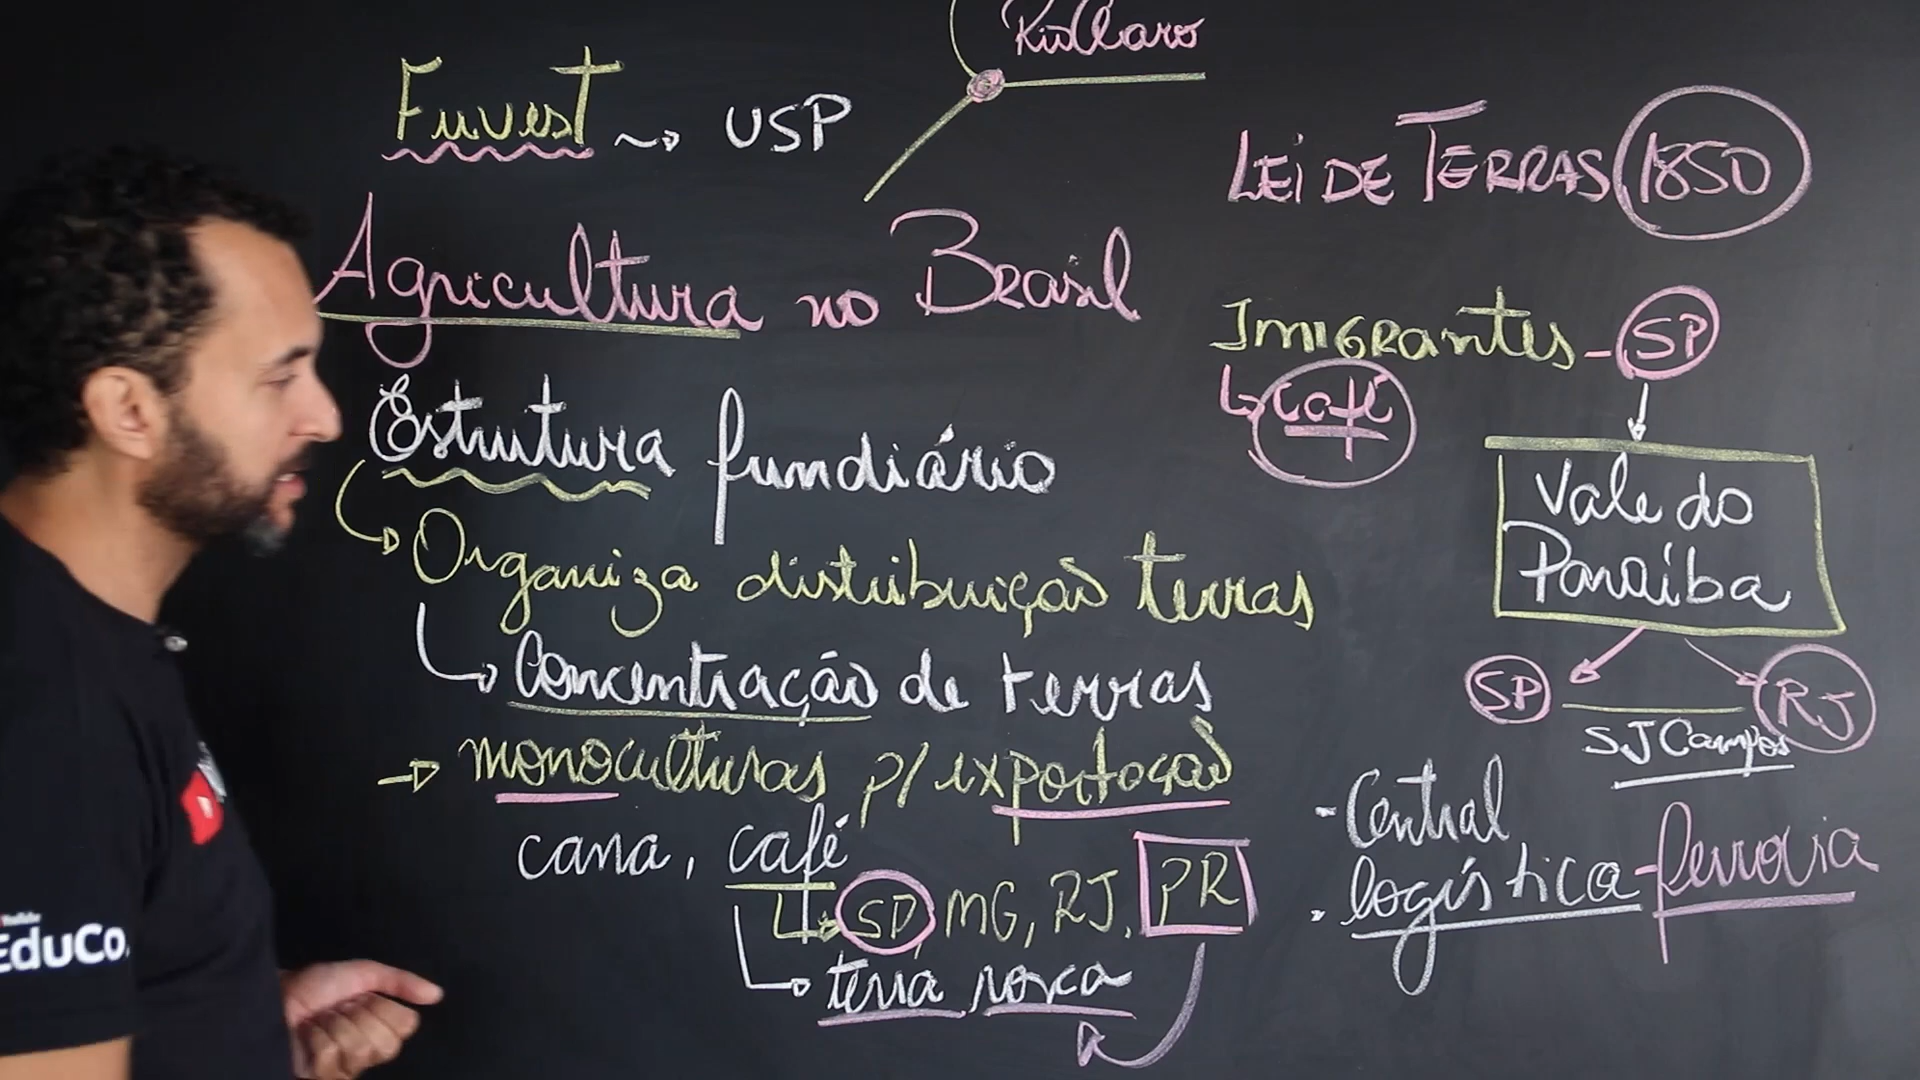 Rio Claro
Fuvest → USP
LEI DE TERRAS 1850
Agricultura no Brasil
IMIGRantes - SP
↳ café
Estrutura fundiário
Vale do
Paraíba
Organiza distribuição terras
SP RJ
Concentração de terras
SJ Campos
→ monoculturas p/ exportação
- Central
cana, café
. logística - ferrovia
↳ SP, MG, RJ, PR
terra roxa
YouTube
EduCo